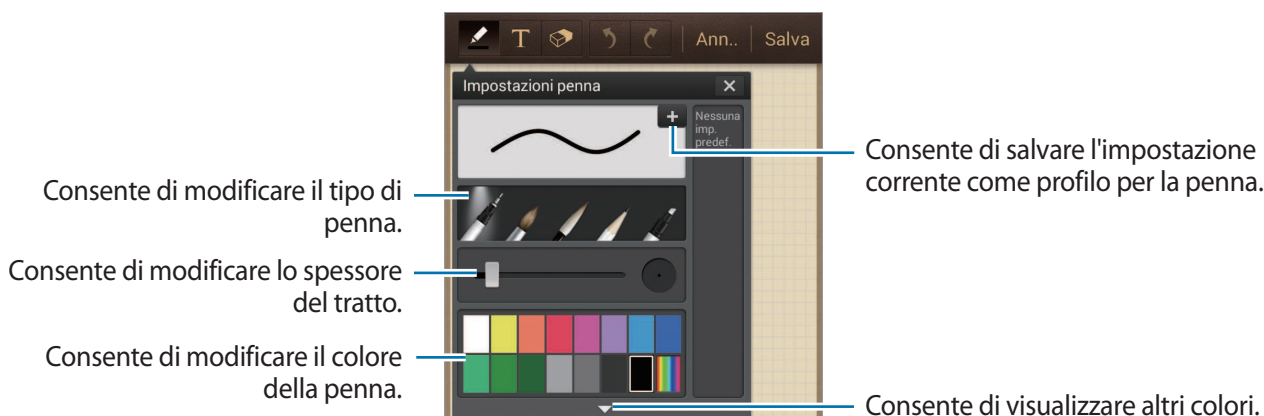 T
Ann..
Salva
Impostazioni penna
Nessuna
imp.
predef.
Consente di salvare l'impostazione
corrente come profilo per la penna.
Consente di modificare il tipo di
penna.
Consente di modificare lo spessore
del tratto.
Consente di modificare il colore
della penna.
Consente di visualizzare altri colori.